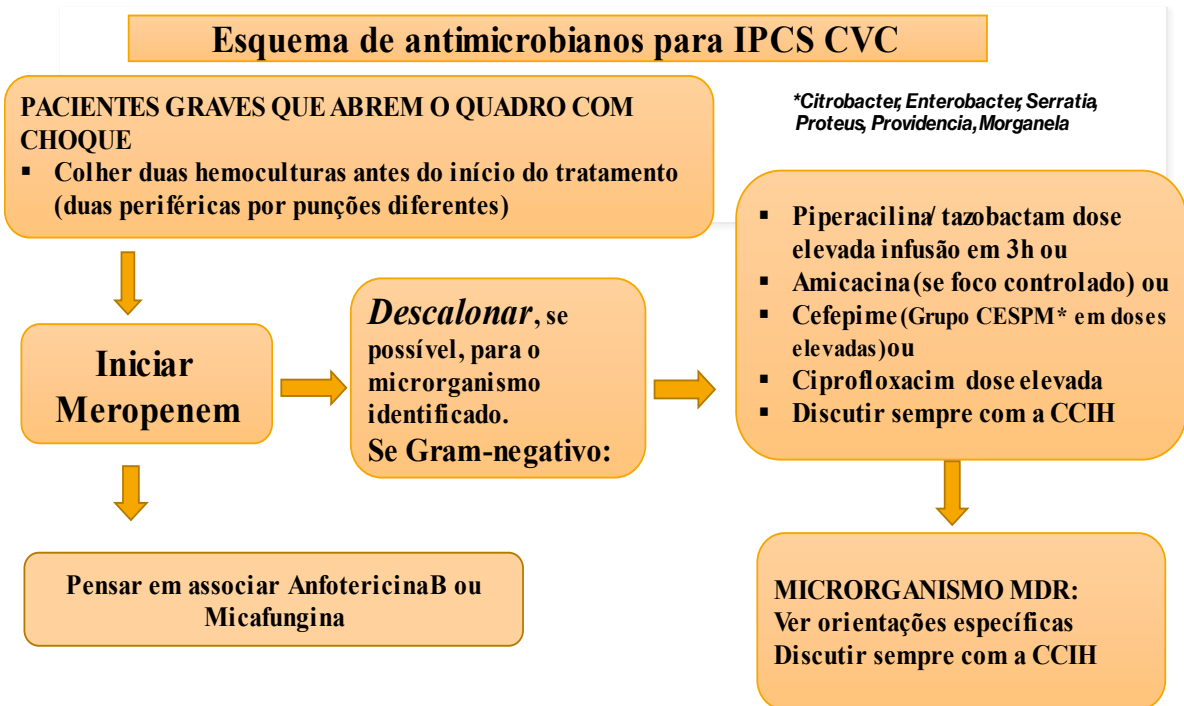 Esquema de antimicrobianos para IPCS CVC
PACIENTES GRAVES QUE ABREM O QUADRO COM
CHOQUE
▪ Colher duas hemoculturas antes do início do tratamento
(duas periféricas por punções diferentes)
*Citrobacter, Enterobacter, Serratia,
Proteus, Providencia, Morganela
Iniciar
Meropenem
Descalonar, se
possível, para o
microrganismo
identificado.
Se Gram-negativo:
▪ Piperacilina/ tazobactam dose
elevada infusão em 3h ou
▪ Amicacina (se foco controlado) ou
▪ Cefepime (Grupo CESPM* em doses
elevadas)ou
▪ Ciprofloxacim dose elevada
▪ Discutir sempre com a CCIH
Pensar em associar AnfotericinaB ou
Micafungina
MICRORGANISMO MDR:
Ver orientações específicas
Discutir sempre com a CCIH